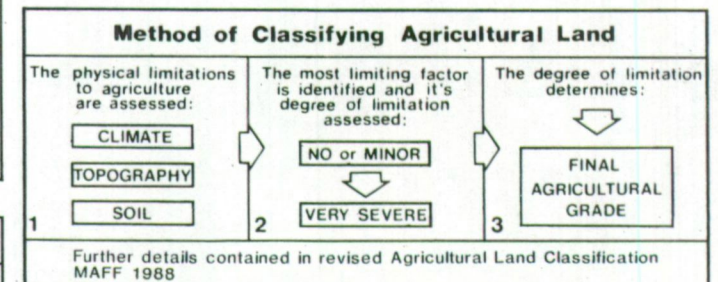 Method of Classifying Agricultural Land
The physical limitations
to agriculture
are assessed:
CLIMATE
TOPOGRAPHY
SOIL
1
The most limiting factor
is identified and it's
degree of limitation
assessed:
NO or MINOR
VERY SEVERE
2
The degree of limitation
determines:
FINAL
AGRICULTURAL
GRADE
3
Further details contained in revised Agricultural Land Classification
MAFF 1988